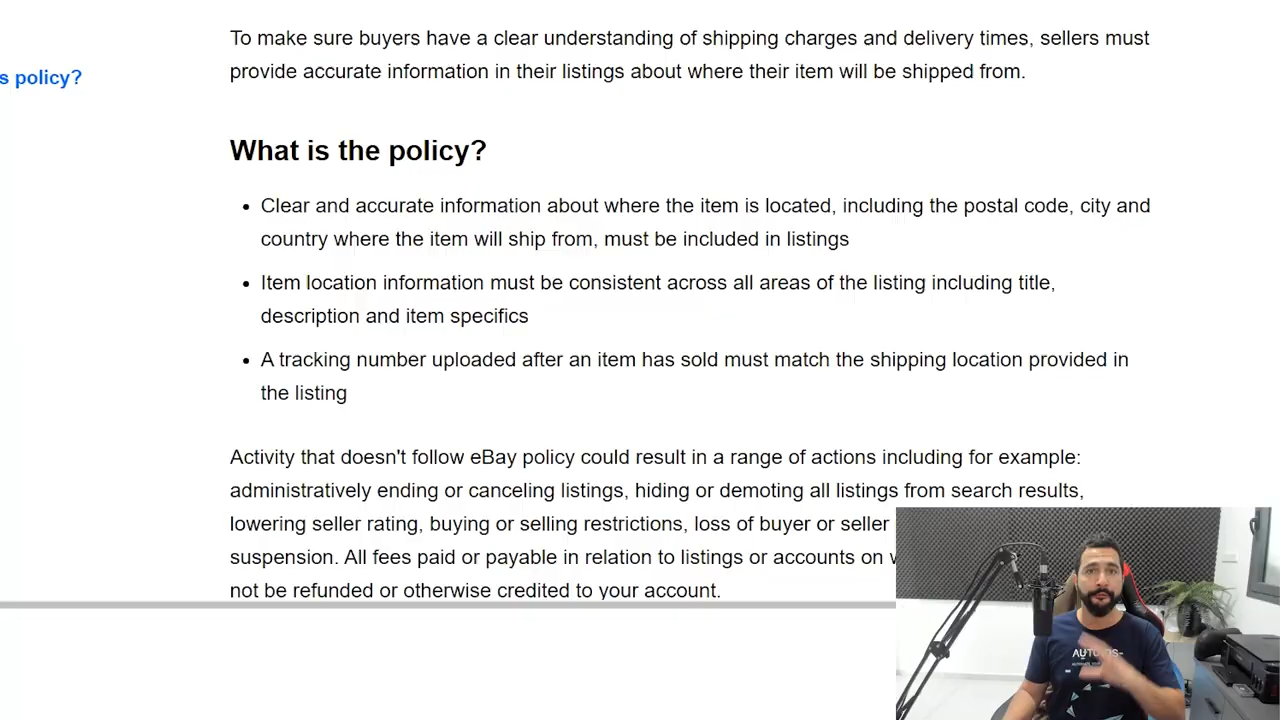 To make sure buyers have a clear understanding of shipping charges and delivery times, sellers must
provide accurate information in their listings about where their item will be shipped from.
s policy?
What is the policy?
• Clear and accurate information about where the item is located, including the postal code, city and
country where the item will ship from, must be included in listings
• Item location information must be consistent across all areas of the listing including title,
description and item specifics
• A tracking number uploaded after an item has sold must match the shipping location provided in
the listing
Activity that doesn't follow eBay policy could result in a range of actions including for example:
administratively ending or canceling listings, hiding or demoting all listings from search results,
lowering seller rating, buying or selling restrictions, loss of buyer or seller
suspension. All fees paid or payable in relation to listings or accounts on
not be refunded or otherwise credited to your account.